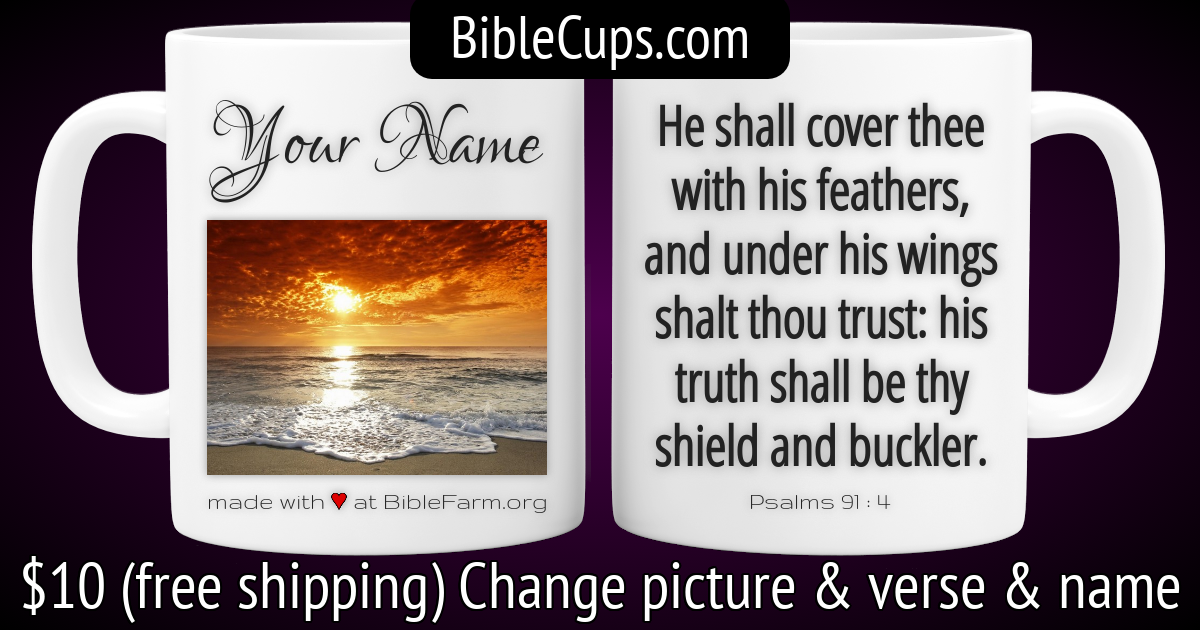 BibleCups.com
Your Name
made with ♥ at BibleFarm.org
He shall cover thee
with his feathers,
and under his wings
shalt thou trust: his
truth shall be thy
shield and buckler.
Psalms 91 : 4
$10 (free shipping) Change picture & verse & name